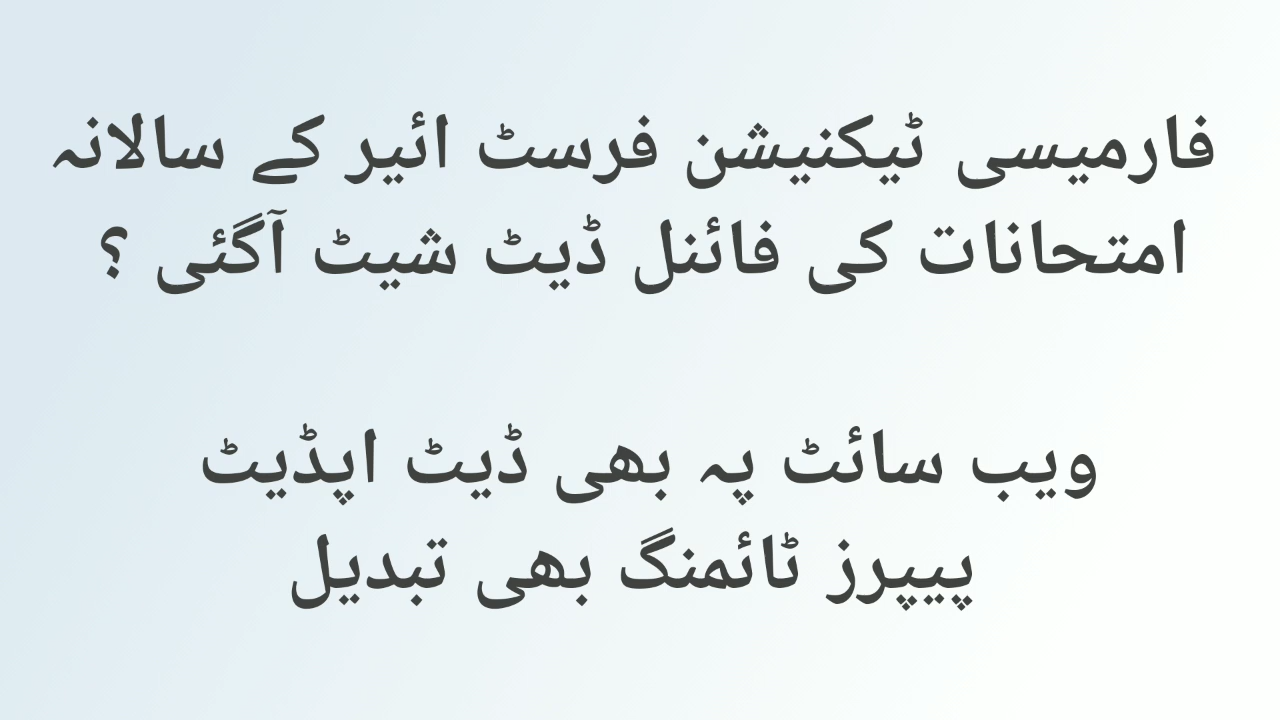 فارمیسی ٹیکنیشن فرسٹ ائیر کے سالانہ
امتحانات کی فائنل ڈیٹ شیٹ آگئی ؟
ویب سائٹ پہ بھی ڈیٹ اپڈیٹ
پیپرز ٹائمنگ بھی تبدیل